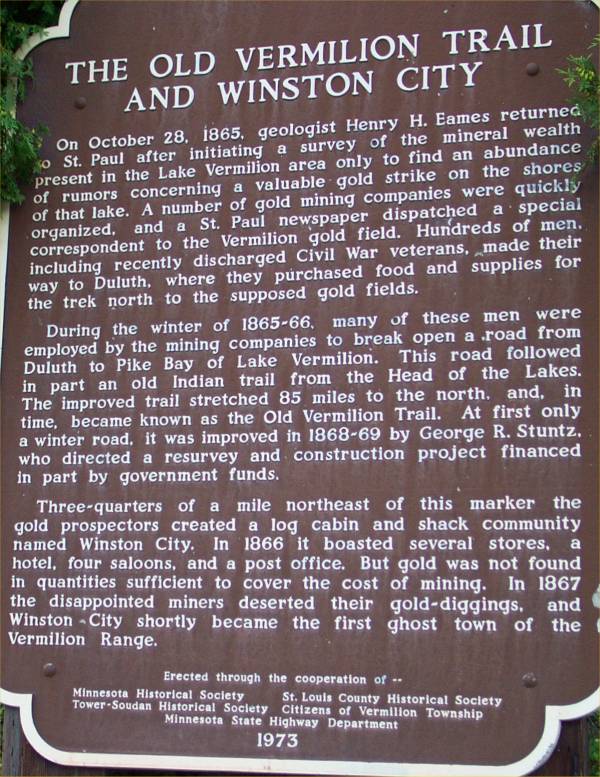 THE OLD VERMILION TRAIL
AND WINSTON CITY
On October 28, 1865, geologist Henry H. Eames returned
to St. Paul after initiating a survey of the mineral wealth
present in the Lake Vermilion area only to find an abundance
of rumors concerning a valuable gold strike on the shores
of that lake. A number of gold mining companies were quickly
organized, and a St. Paul newspaper dispatched a special
correspondent to the Vermilion gold field. Hundreds of men,
including recently discharged Civil War veterans, made their
way to Duluth, where they purchased food and supplies for
the trek north to the supposed gold fields.
During the winter of 1865-66, many of these men were
employed by the mining companies to break open a road from
Duluth to Pike Bay of Lake Vermilion. This road followed
in part an old Indian trail from the Head of the Lakes.
The improved trail stretched 85 miles to the north, and, in
time, became known as the Old Vermilion Trail. At first only
a winter road, it was improved in 1868-69 by George R. Stuntz,
who directed a resurvey and construction project financed
in part by government funds.
Three-quarters of a mile northeast of this marker the
gold prospectors created a log cabin and shack community
named Winston City. In 1866 it boasted several stores, a
hotel, four saloons, and a post office. But gold was not found
in quantities sufficient to cover the cost of mining. In 1867
the disappointed miners deserted their gold-diggings, and
Winston City shortly became the first ghost town of the
Vermilion Range.
Erected through the cooperation of --
Minnesota Historical Society St. Louis County Historical Society
Tower-Soudan Historical Society Citizens of Vermilion Township
Minnesota State Highway Department
1973